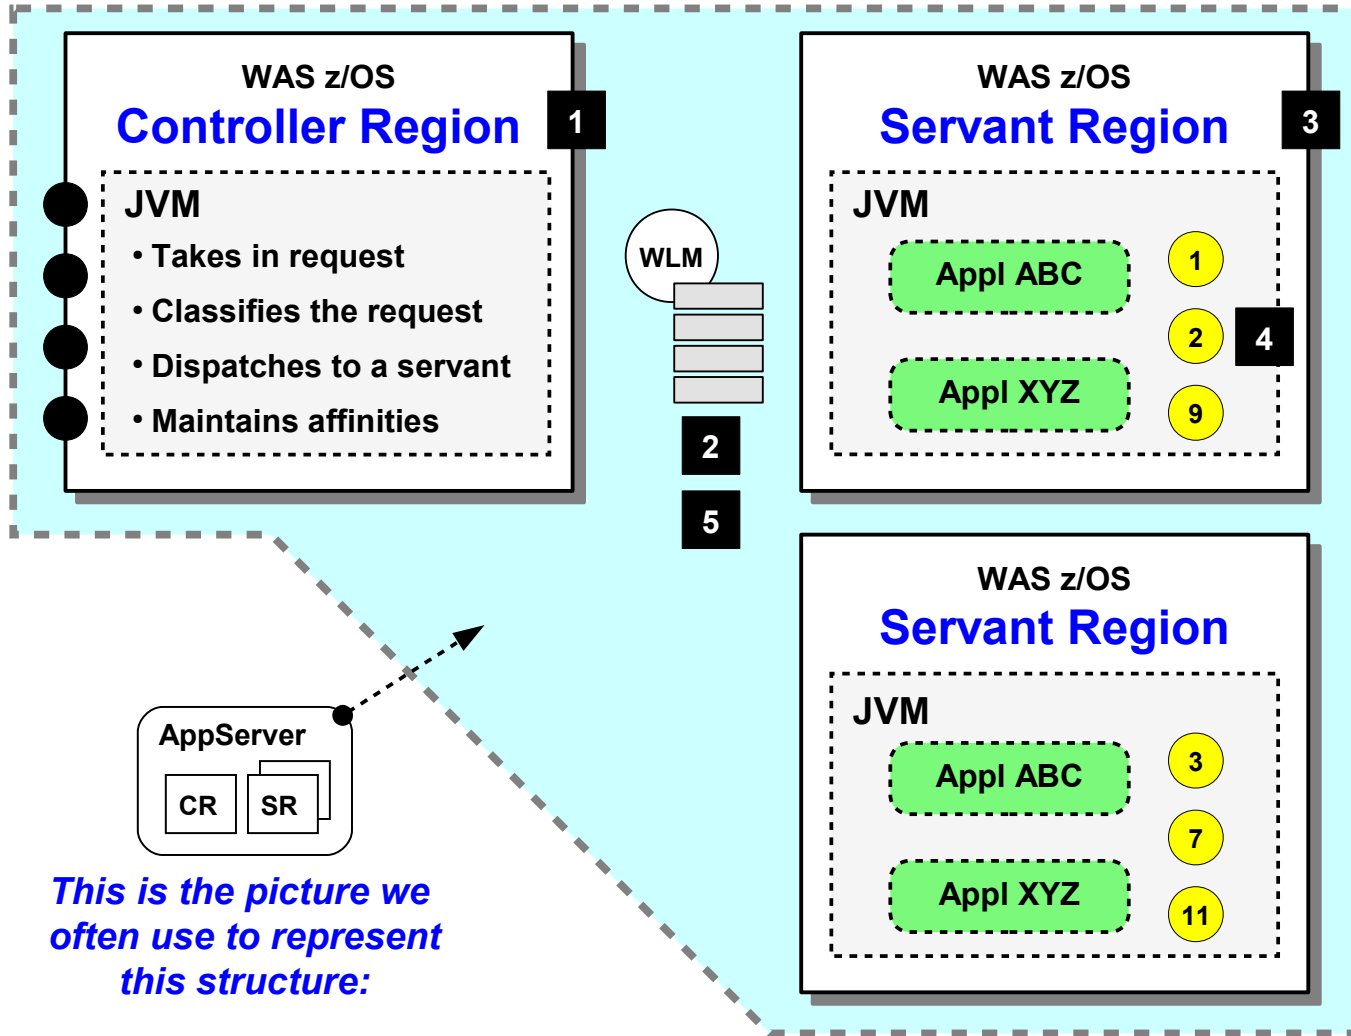 WAS z/OS
Controller Region
1
JVM
• Takes in request
• Classifies the request
• Dispatches to a servant
• Maintains affinities
WLM
2
5
WAS z/OS
Servant Region
3
JVM
Appl ABC
Appl XYZ
1
2
9
4
WAS z/OS
Servant Region
JVM
Appl ABC
Appl XYZ
3
7
11
AppServer
CR
SR
This is the picture we
often use to represent
this structure: